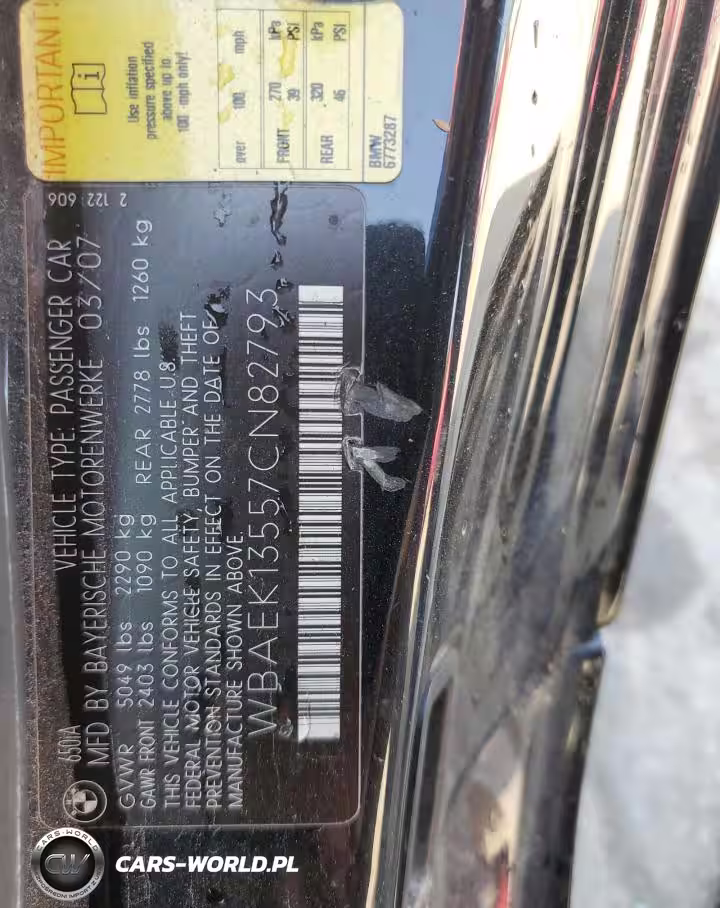 !IMPORTANT!
i
Use inflation
pressure specified
above up to
100 mph only!
over 100 mph
kPa PSI
FRONT 270 39
kPa PSI
REAR 320 46
BMW
6773287
650IA
2 122 606
VEHICLE TYPE: PASSENGER CAR
MFD BY BAYERISCHE MOTORENWERKE 03/07
GVWR 5049 lbs 2290 kg
GAWR FRONT 2403 lbs 1090 kg REAR 2778 lbs 1260 kg
THIS VEHICLE CONFORMS TO ALL APPLICABLE U.S.
FEDERAL MOTOR VEHICLE SAFETY, BUMPER AND THEFT
PREVENTION STANDARDS IN EFFECT ON THE DATE OF
MANUFACTURE SHOWN ABOVE.
WBAEK13557CN82793
CARS-WORLD
CW
CARS-WORLD.PL